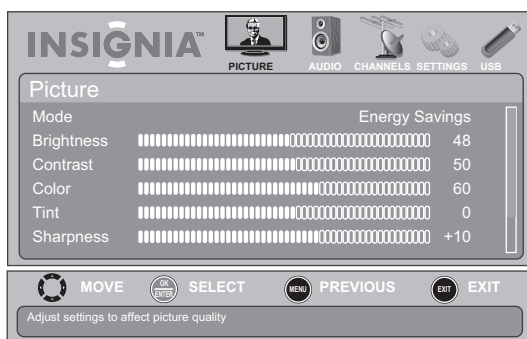 INSIGNIA™
PICTURE AUDIO CHANNELS SETTINGS USB
Picture
Mode Energy Savings
Brightness 48
Contrast 50
Color 60
Tint 0
Sharpness +10
MOVE OK ENTER SELECT MENU PREVIOUS EXIT EXIT
Adjust settings to affect picture quality